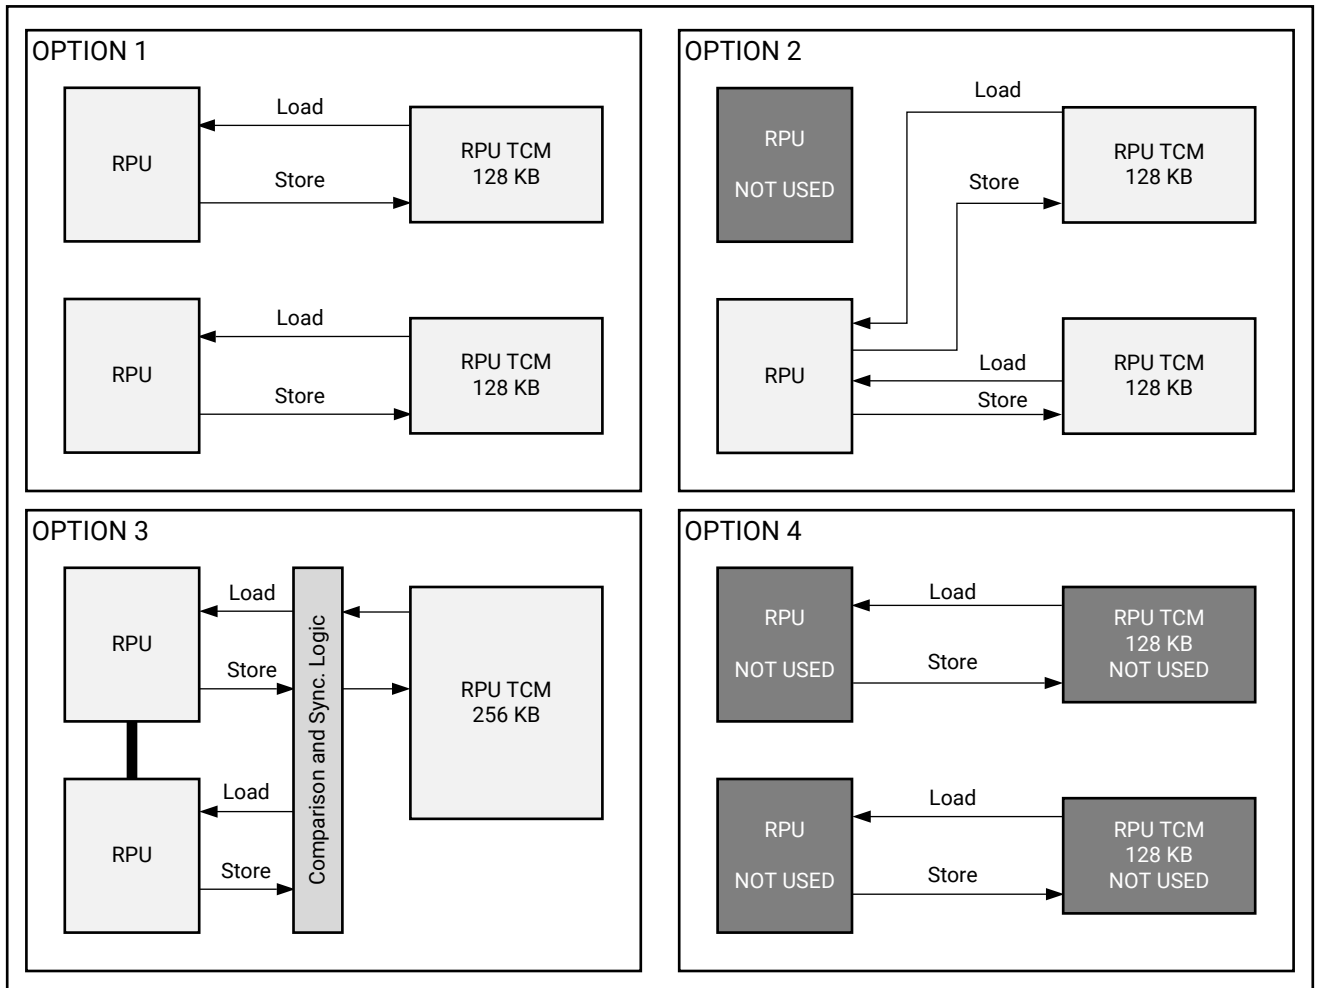 OPTION 1
RPU
Load
Store
RPU TCM
128 KB
RPU
Load
Store
RPU TCM
128 KB
OPTION 2
RPU
NOT USED
Load
Store
RPU TCM
128 KB
RPU
Load
Store
RPU TCM
128 KB
OPTION 3
RPU
Load
Store
RPU
Load
Store
Comparison and Sync. Logic
RPU TCM
256 KB
OPTION 4
RPU
NOT USED
Load
Store
RPU TCM
128 KB
NOT USED
RPU
NOT USED
Load
Store
RPU TCM
128 KB
NOT USED